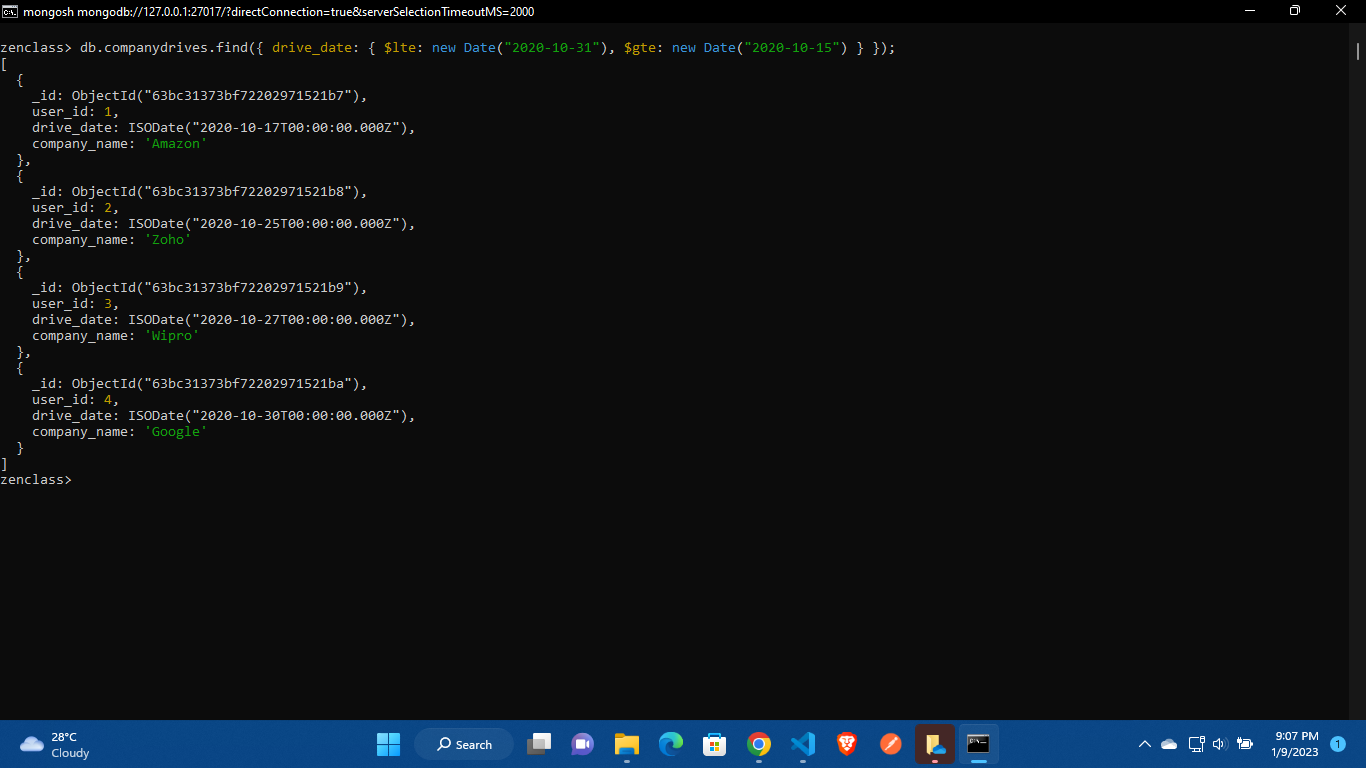 mongosh mongodb://127.0.0.1:27017/?directConnection=true&serverSelectionTimeoutMS=2000
zenclass> db.companydrives.find({ drive_date: { $lte: new Date("2020-10-31"), $gte: new Date("2020-10-15") } });
[
  {
    _id: ObjectId("63bc31373bf72202971521b7"),
    user_id: 1,
    drive_date: ISODate("2020-10-17T00:00:00.000Z"),
    company_name: 'Amazon'
  },
  {
    _id: ObjectId("63bc31373bf72202971521b8"),
    user_id: 2,
    drive_date: ISODate("2020-10-25T00:00:00.000Z"),
    company_name: 'Zoho'
  },
  {
    _id: ObjectId("63bc31373bf72202971521b9"),
    user_id: 3,
    drive_date: ISODate("2020-10-27T00:00:00.000Z"),
    company_name: 'Wipro'
  },
  {
    _id: ObjectId("63bc31373bf72202971521ba"),
    user_id: 4,
    drive_date: ISODate("2020-10-30T00:00:00.000Z"),
    company_name: 'Google'
  }
]
zenclass>
28°C
Cloudy
Search
9:07 PM
1/9/2023
1